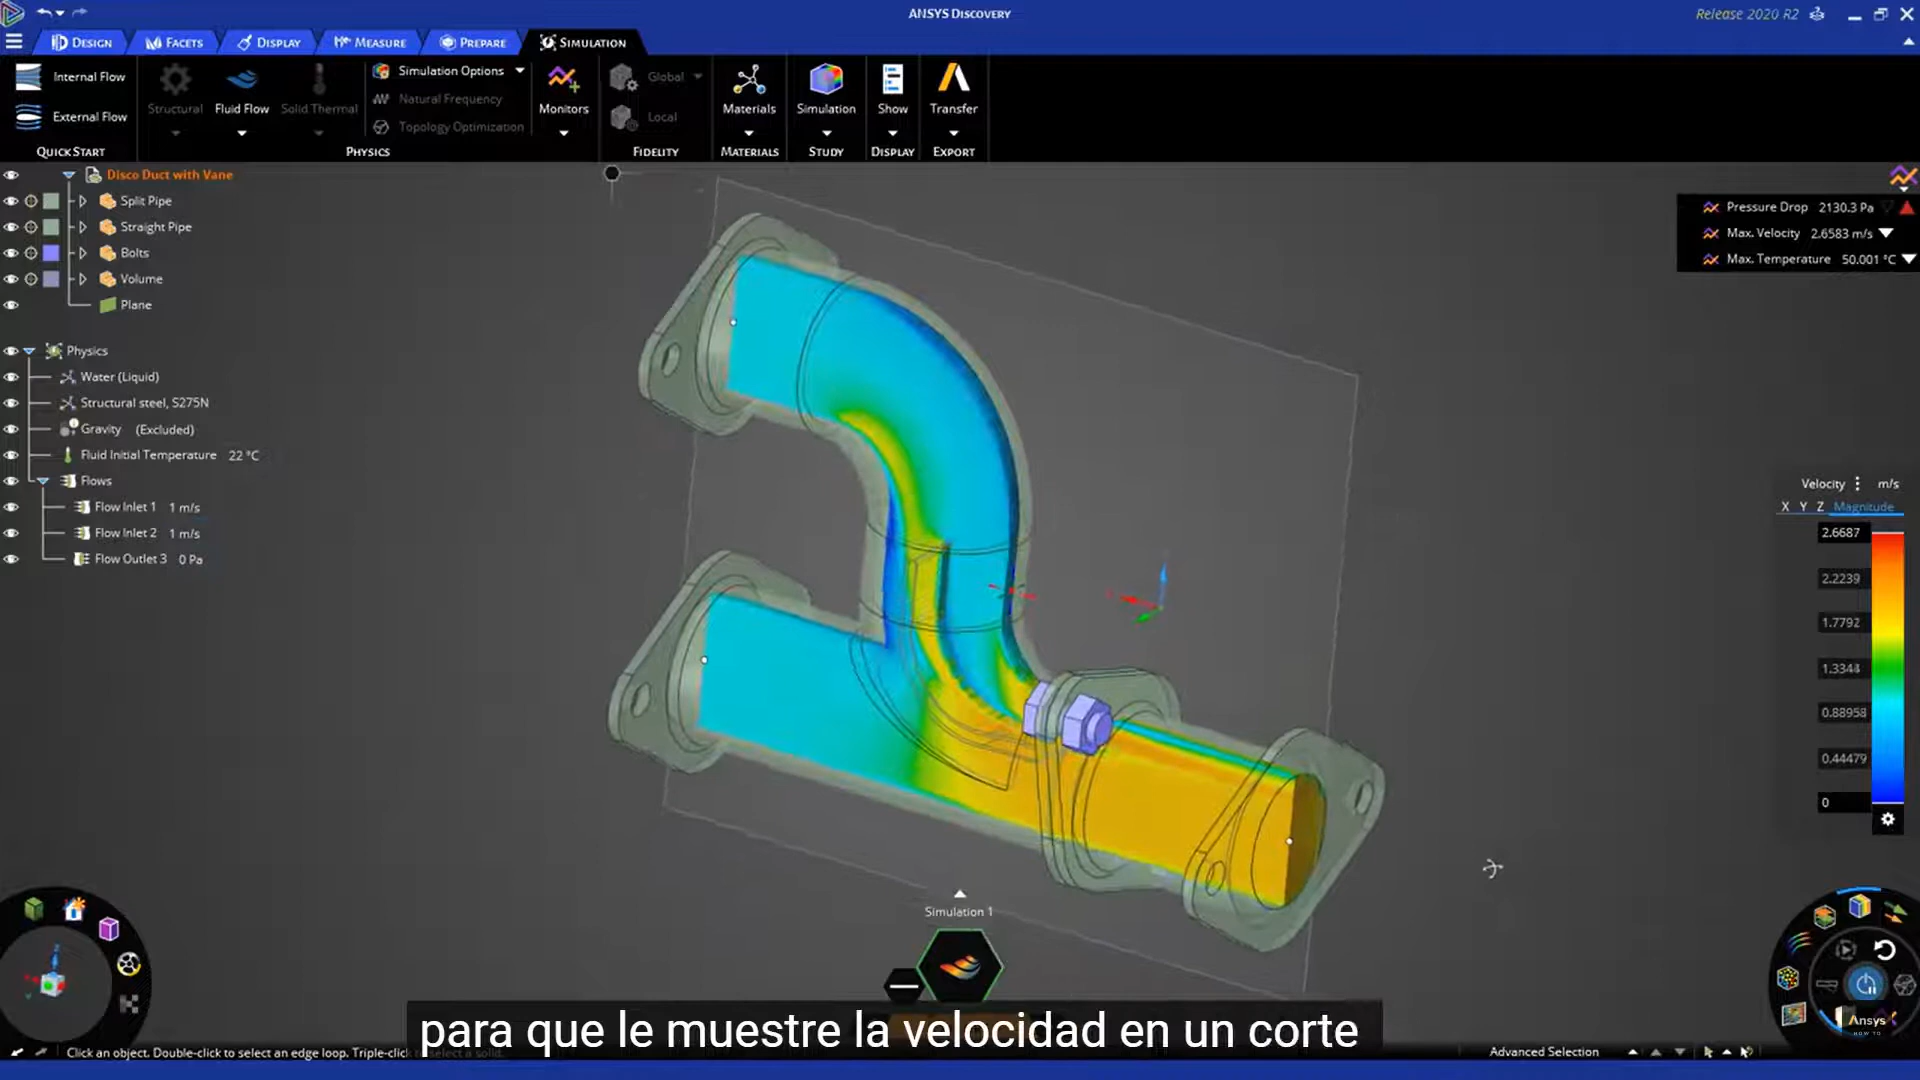 ANSYS DISCOVERY
Release 2020 R2
DESIGN
FACETS
DISPLAY
MEASURE
PREPARE
SIMULATION
Internal Flow
External Flow
QUICK START
Structural
Fluid Flow
Solid Thermal
Simulation Options
Natural Frequency
Topology Optimization
PHYSICS
Monitors
Global
Local
FIDELITY
Materials
MATERIALS
Simulation
STUDY
Show
DISPLAY
Transfer
EXPORT
Disco Duct with Vane
Split Pipe
Straight Pipe
Bolts
Volume
Plane
Physics
Water (Liquid)
Structural steel, S275N
Gravity (Excluded)
Fluid Initial Temperature 22 °C
Flows
Flow Inlet 1 1 m/s
Flow Inlet 2 1 m/s
Flow Outlet 3 0 Pa
Pressure Drop 2130.3 Pa
Max. Velocity 2.6583 m/s
Max. Temperature 50.001 °C
Velocity m/s
X Y Z Magnitude
2.6687
2.2239
1.7792
1.3343
0.88958
0.44479
0
Simulation 1
para que le muestre la velocidad en un corte
Click an object. Double-click to select an edge loop. Triple-click to select a solid.
Advanced Selection
Ansys
HOW TO